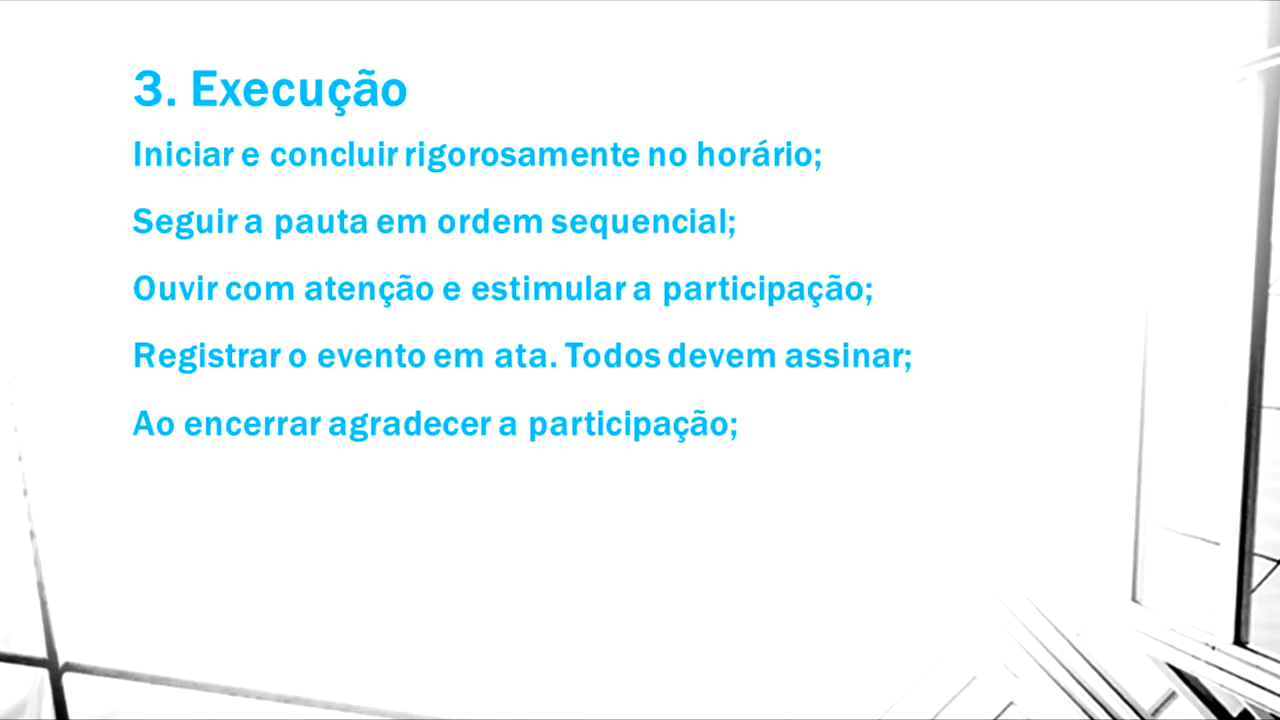 3. Execução
Iniciar e concluir rigorosamente no horário;
Seguir a pauta em ordem sequencial;
Ouvir com atenção e estimular a participação;
Registrar o evento em ata. Todos devem assinar;
Ao encerrar agradecer a participação;